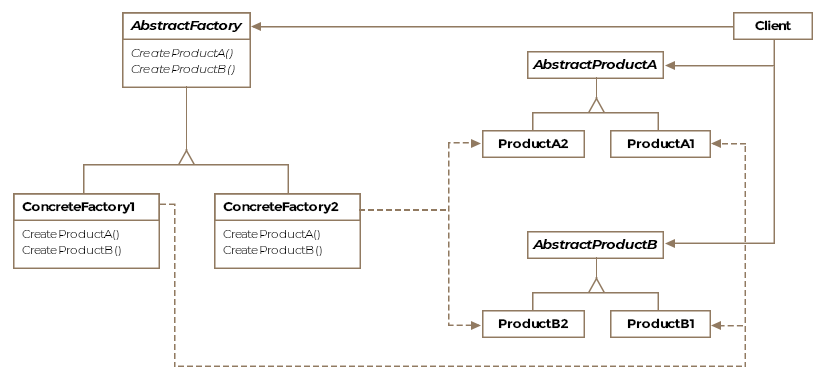 AbstractFactory
CreateProductA()
CreateProductB()
Client
AbstractProductA
ProductA2
ProductA1
ConcreteFactory1
CreateProductA()
CreateProductB()
ConcreteFactory2
CreateProductA()
CreateProductB()
AbstractProductB
ProductB2
ProductB1